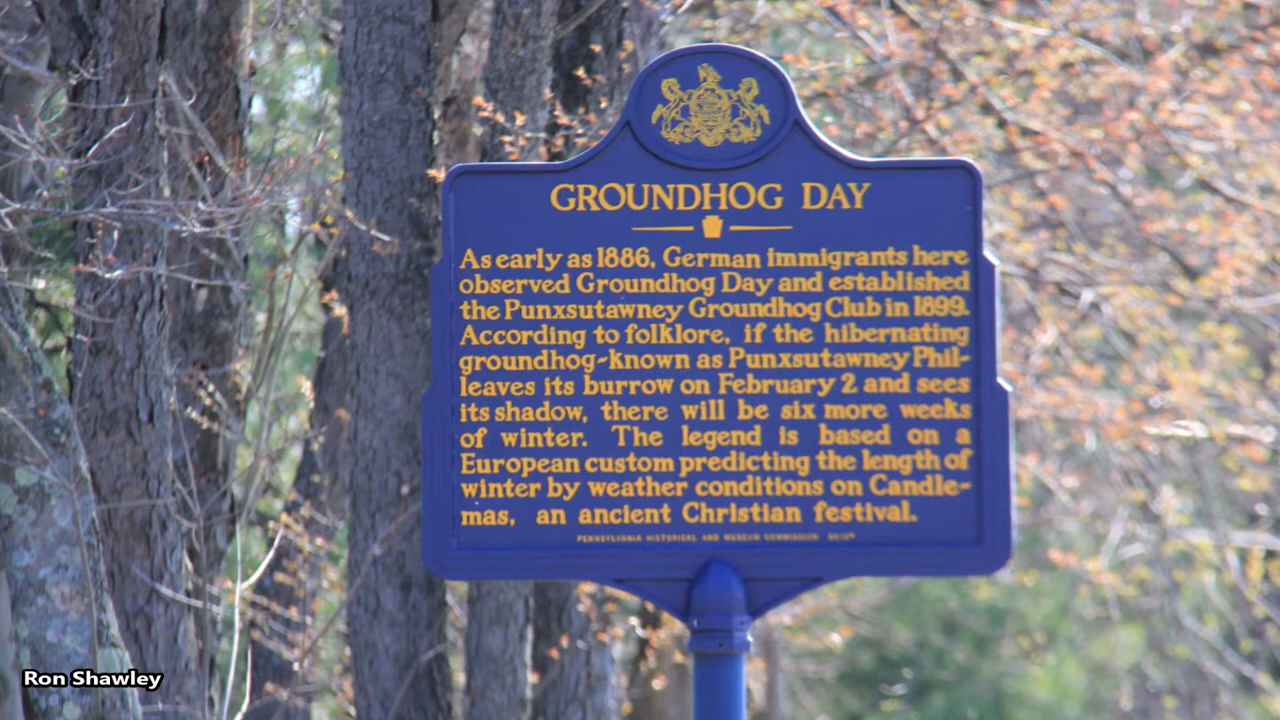 GROUNDHOG DAY
As early as 1886, German immigrants here
observed Groundhog Day and established
the Punxsutawney Groundhog Club in 1899.
According to folklore, if the hibernating
groundhog-known as Punxsutawney Phil-
leaves its burrow on February 2 and sees
its shadow, there will be six more weeks
of winter. The legend is based on a
European custom predicting the length of
winter by weather conditions on Candle-
mas, an ancient Christian festival.
PENNSYLVANIA HISTORICAL AND MUSEUM COMMISSION
Ron Shawley